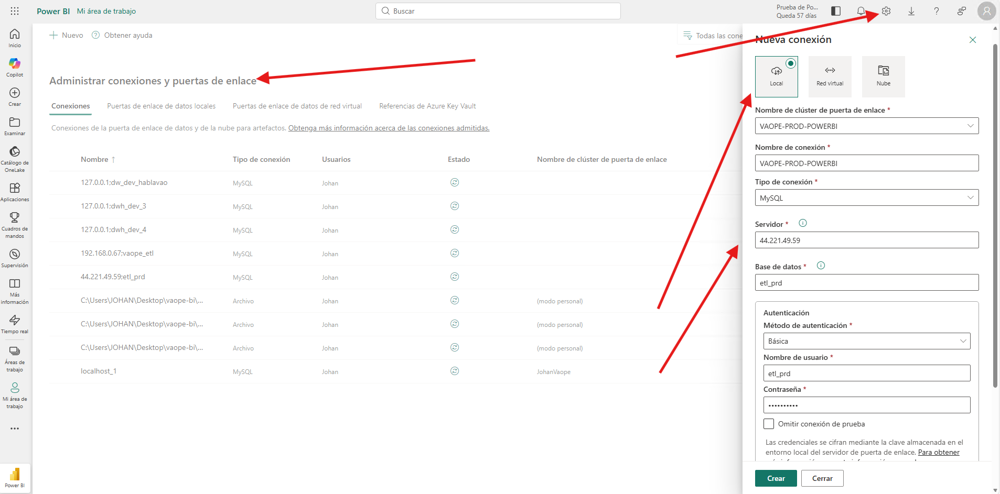 Power BI
Mi área de trabajo
Buscar
Prueba de Po...
Queda 57 días
Inicio
Copilot
Crear
Examinar
Catálogo de
OneLake
Aplicaciones
Cuadros de
mandos
Supervisión
Más
información
Tiempo real
Áreas de
trabajo
Mi área de
trabajo
Power BI
Nuevo
Obtener ayuda
Todas las cone
Administrar conexiones y puertas de enlace
Conexiones
Puertas de enlace de datos locales
Puertas de enlace de datos de red virtual
Referencias de Azure Key Vault
Conexiones de la puerta de enlace de datos y de la nube para artefactos. Obtenga más información acerca de las conexiones admitidas.
Nombre ↑ Tipo de conexión Usuarios Estado Nombre de clúster de puerta de enlace
127.0.0.1;dw_dev_hablavao MySQL Johan
127.0.0.1;dwh_dev_3 MySQL Johan
127.0.0.1;dwh_dev_4 MySQL Johan
192.168.0.67;vaope_etl MySQL Johan
44.221.49.59;etl_prd MySQL Johan
C:\Users\JOHAN\Desktop\vaope-bi\... Archivo Johan (modo personal)
C:\Users\JOHAN\Desktop\vaope-bi\... Archivo Johan (modo personal)
C:\Users\JOHAN\Desktop\vaope-bi\... Archivo Johan (modo personal)
localhost_1 MySQL Johan JohanVaope
Nueva conexión
Local
Red virtual
Nube
Nombre de clúster de puerta de enlace *
VAOPE-PROD-POWERBI
Nombre de conexión *
VAOPE-PROD-POWERBI
Tipo de conexión *
MySQL
Servidor *
44.221.49.59
Base de datos *
etl_prd
Autenticación
Método de autenticación *
Básica
Nombre de usuario *
etl_prd
Contraseña *
••••••••••
Omitir conexión de prueba
Las credenciales se cifran mediante la clave almacenada en el
entorno local del servidor de puerta de enlace. Para obtener
Crear
Cerrar